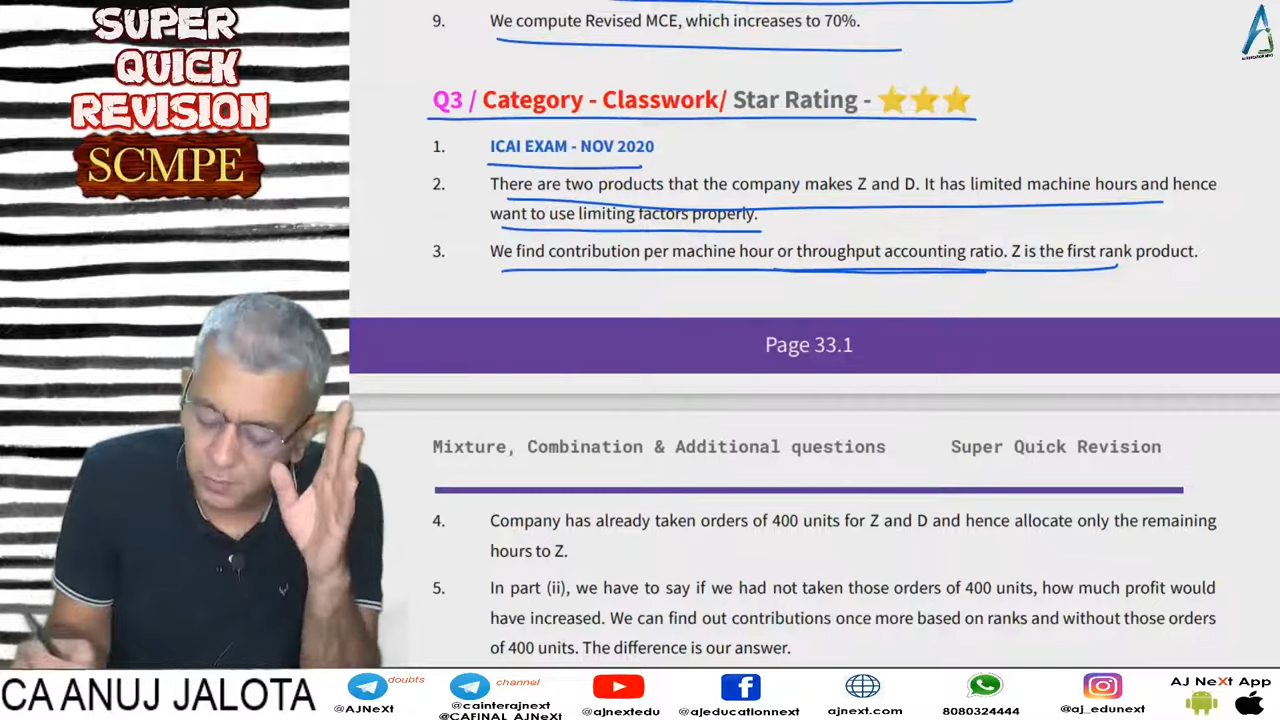 SUPER
QUICK
REVISION
SCMPE
9. We compute Revised MCE, which increases to 70%.
Q3 / Category - Classwork/ Star Rating - ⭐⭐⭐
1. ICAI EXAM - NOV 2020
2. There are two products that the company makes Z and D. It has limited machine hours and hence
want to use limiting factors properly.
3. We find contribution per machine hour or throughput accounting ratio. Z is the first rank product.
Page 33.1
Mixture, Combination & Additional questions Super Quick Revision
4. Company has already taken orders of 400 units for Z and D and hence allocate only the remaining
hours to Z.
5. In part (ii), we have to say if we had not taken those orders of 400 units, how much profit would
have increased. We can find out contributions once more based on ranks and without those orders
of 400 units. The difference is our answer.
CA ANUJ JALOTA
doubts
@AJNeXt
channel
@cainterajnext
@CAFINAL_AJNeXt
@ajnextedu
@ajeducationnext
ajnext.com
8080324444
@aj_edunext
AJ NeXt App